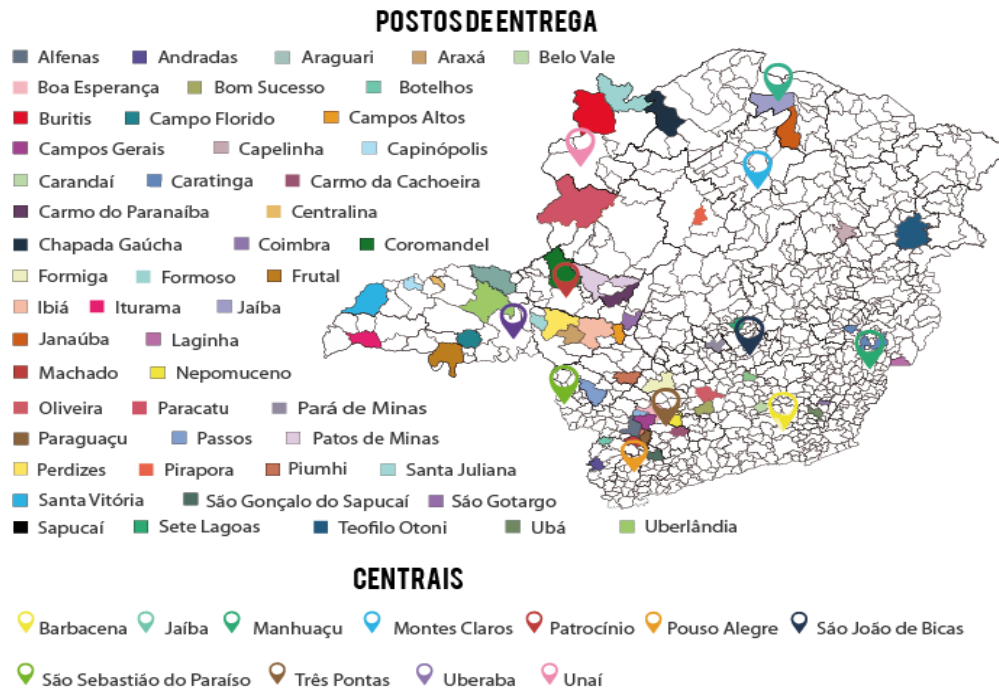 POSTOS DE ENTREGA
Alfenas Andradas Araguari Araxá Belo Vale
Boa Esperança Bom Sucesso Botelhos
Buritis Campo Florido Campos Altos
Campos Gerais Capelinha Capinópolis
Carandaí Caratinga Carmo da Cachoeira
Carmo do Paranaíba Centralina
Chapada Gaúcha Coimbra Coromandel
Formiga Formoso Frutal
Ibiá Iturama Jaíba
Janaúba Laginha
Machado Nepomuceno
Oliveira Paracatu Pará de Minas
Paraguaçu Passos Patos de Minas
Perdizes Pirapora Piumhi Santa Juliana
Santa Vitória São Gonçalo do Sapucaí São Gotargo
Sapucaí Sete Lagoas Teofilo Otoni Ubá Uberlândia
CENTRAIS
Barbacena Jaíba Manhuaçu Montes Claros Patrocínio Pouso Alegre São João de Bicas
São Sebastião do Paraíso Três Pontas Uberaba Unaí